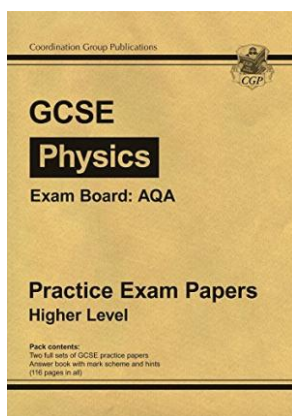 Coordination Group Publications
CGP
GCSE
Physics
Exam Board: AQA
Practice Exam Papers
Higher Level
Pack contents:
Two full sets of GCSE practice papers
Answer book with mark scheme and hints
(116 pages in all)